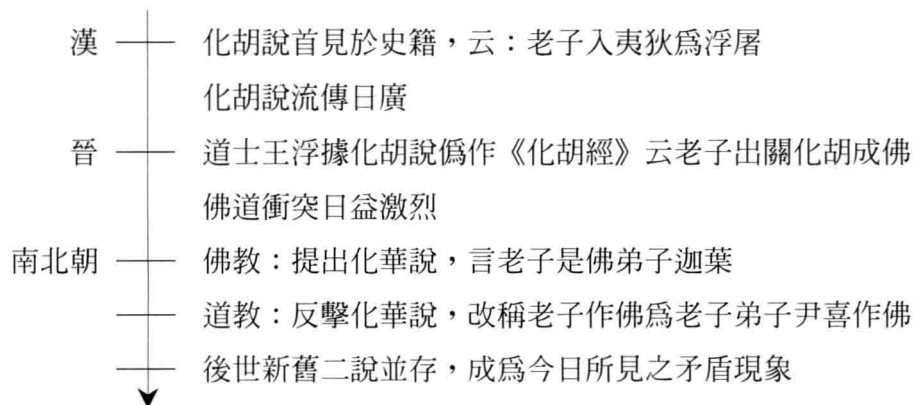 漢 化胡說首見於史籍，云：老子入夷狄爲浮屠
化胡說流傳日廣
晉 道士王浮據化胡說僞作《化胡經》云老子出關化胡成佛
佛道衝突日益激烈
南北朝 佛教：提出化華說，言老子是佛弟子迦葉
道教：反擊化華說，改稱老子作佛爲老子弟子尹喜作佛
後世新舊二說並存，成爲今日所見之矛盾現象